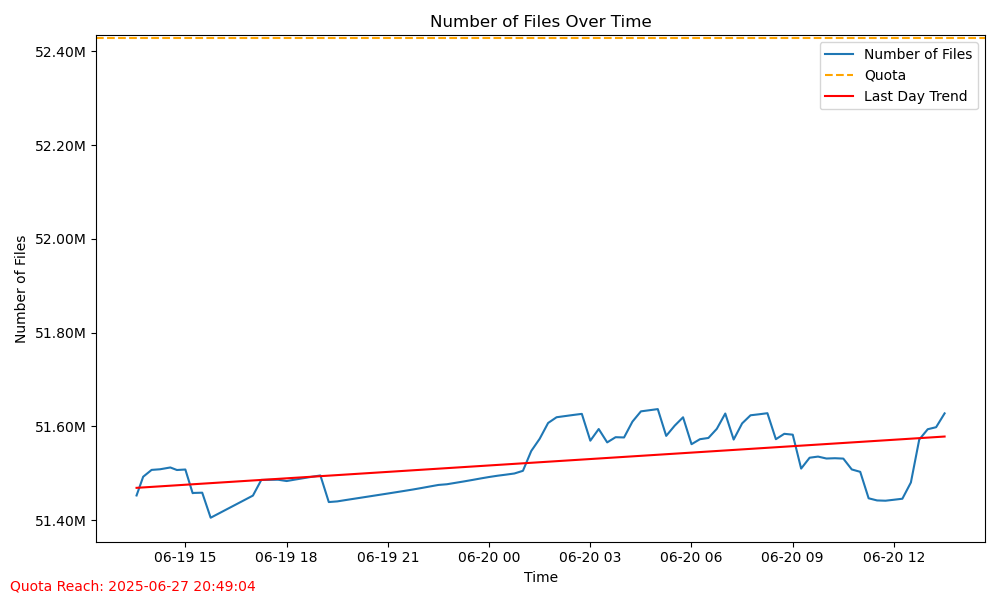 Number of Files Over Time
Number of Files
Quota
Last Day Trend
52.40M
52.20M
52.00M
51.80M
51.60M
51.40M
Number of Files
06-19 15
06-19 18
06-19 21
06-20 00
06-20 03
06-20 06
06-20 09
06-20 12
Time
Quota Reach: 2025-06-27 20:49:04